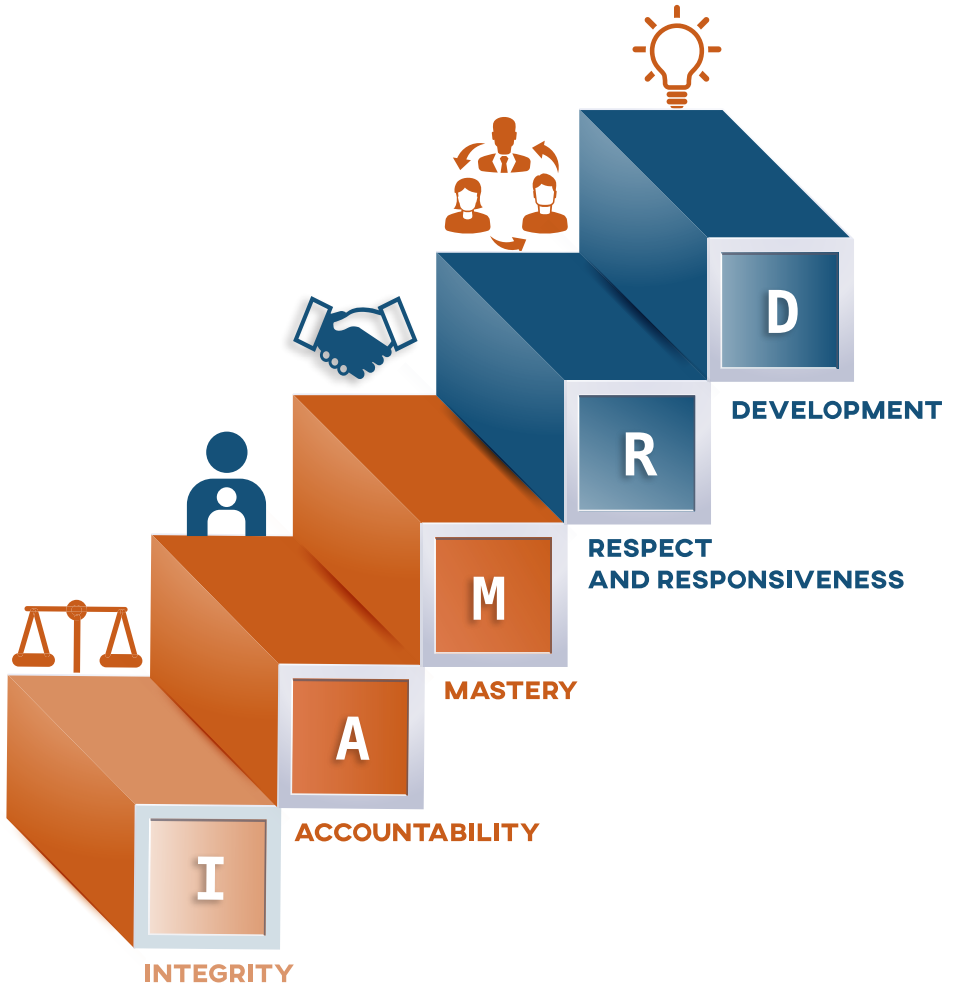 D
DEVELOPMENT
R
RESPECT
AND RESPONSIVENESS
M
MASTERY
A
ACCOUNTABILITY
I
INTEGRITY